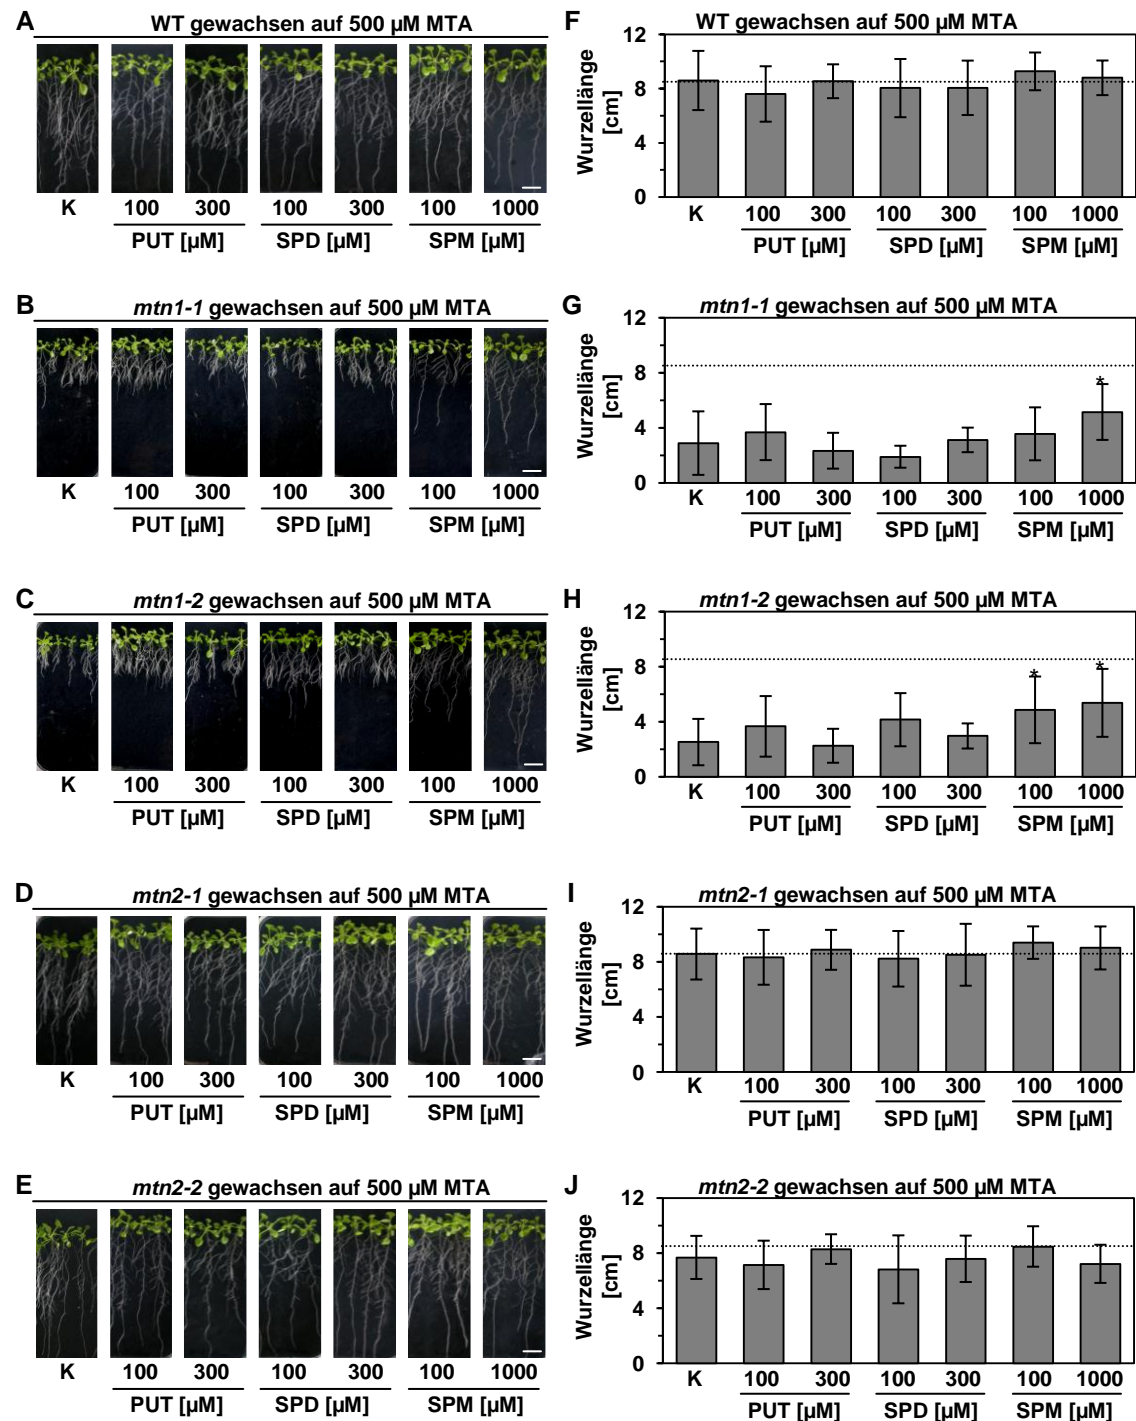 A WT gewachsen auf 500 µM MTA
K 100 300 100 300 100 1000
PUT [µM] SPD [µM] SPM [µM]
F WT gewachsen auf 500 µM MTA
Wurzellänge
[cm]
12
8
4
0
K 100 300 100 300 100 1000
PUT [µM] SPD [µM] SPM [µM]
B mtn1-1 gewachsen auf 500 µM MTA
K 100 300 100 300 100 1000
PUT [µM] SPD [µM] SPM [µM]
G mtn1-1 gewachsen auf 500 µM MTA
Wurzellänge
[cm]
12
8
4
0
*
K 100 300 100 300 100 1000
PUT [µM] SPD [µM] SPM [µM]
C mtn1-2 gewachsen auf 500 µM MTA
K 100 300 100 300 100 1000
PUT [µM] SPD [µM] SPM [µM]
H mtn1-2 gewachsen auf 500 µM MTA
Wurzellänge
[cm]
12
8
4
0
* *
K 100 300 100 300 100 1000
PUT [µM] SPD [µM] SPM [µM]
D mtn2-1 gewachsen auf 500 µM MTA
K 100 300 100 300 100 1000
PUT [µM] SPD [µM] SPM [µM]
I mtn2-1 gewachsen auf 500 µM MTA
Wurzellänge
[cm]
12
8
4
0
K 100 300 100 300 100 1000
PUT [µM] SPD [µM] SPM [µM]
E mtn2-2 gewachsen auf 500 µM MTA
K 100 300 100 300 100 1000
PUT [µM] SPD [µM] SPM [µM]
J mtn2-2 gewachsen auf 500 µM MTA
Wurzellänge
[cm]
12
8
4
0
K 100 300 100 300 100 1000
PUT [µM] SPD [µM] SPM [µM]